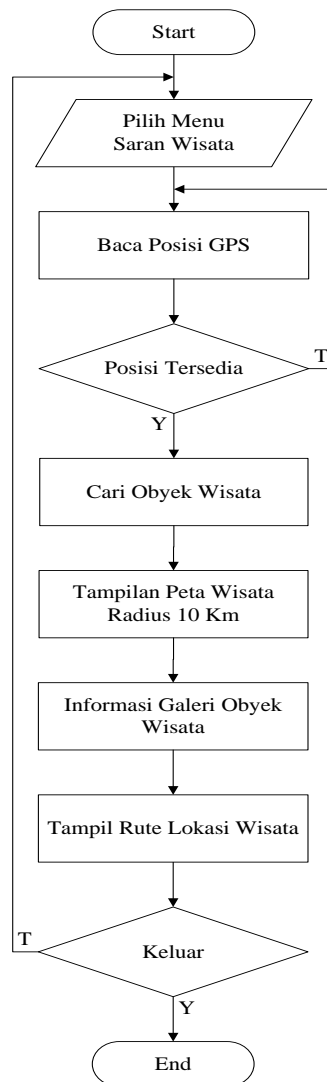 Start
Pilih Menu
Saran Wisata
Baca Posisi GPS
Posisi Tersedia
T
Y
Cari Obyek Wisata
Tampilan Peta Wisata
Radius 10 Km
Informasi Galeri Obyek
Wisata
Tampil Rute Lokasi Wisata
T
Keluar
Y
End